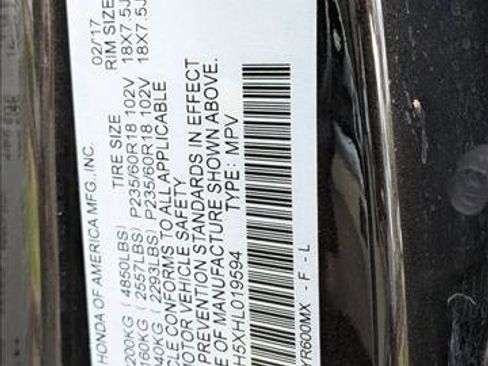 HONDA OF AMERICA MFG., INC. 02/17
TIRE SIZE RIM SIZE
200KG ( 4850LBS) P235/60R18 102V 18X7.5J
160KG ( 2557LBS) P235/60R18 102V 18X7.5J
40KG ( 2293LBS)
CONFORMS TO ALL APPLICABLE
MOTOR VEHICLE SAFETY
PREVENTION STANDARDS IN EFFECT
OF MANUFACTURE SHOWN ABOVE.
H5XHL019594 TYPE: MPV
YR600MX - F - L